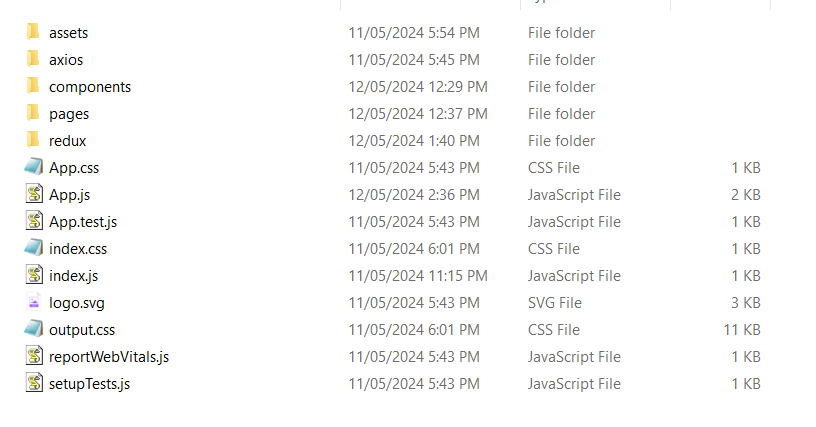 assets 11/05/2024 5:54 PM File folder
axios 11/05/2024 5:45 PM File folder
components 12/05/2024 12:29 PM File folder
pages 12/05/2024 12:37 PM File folder
redux 12/05/2024 1:40 PM File folder
App.css 11/05/2024 5:43 PM CSS File 1 KB
App.js 12/05/2024 2:36 PM JavaScript File 2 KB
App.test.js 11/05/2024 5:43 PM JavaScript File 1 KB
index.css 11/05/2024 6:01 PM CSS File 1 KB
index.js 11/05/2024 11:15 PM JavaScript File 1 KB
logo.svg 11/05/2024 5:43 PM SVG File 3 KB
output.css 11/05/2024 6:01 PM CSS File 11 KB
reportWebVitals.js 11/05/2024 5:43 PM JavaScript File 1 KB
setupTests.js 11/05/2024 5:43 PM JavaScript File 1 KB